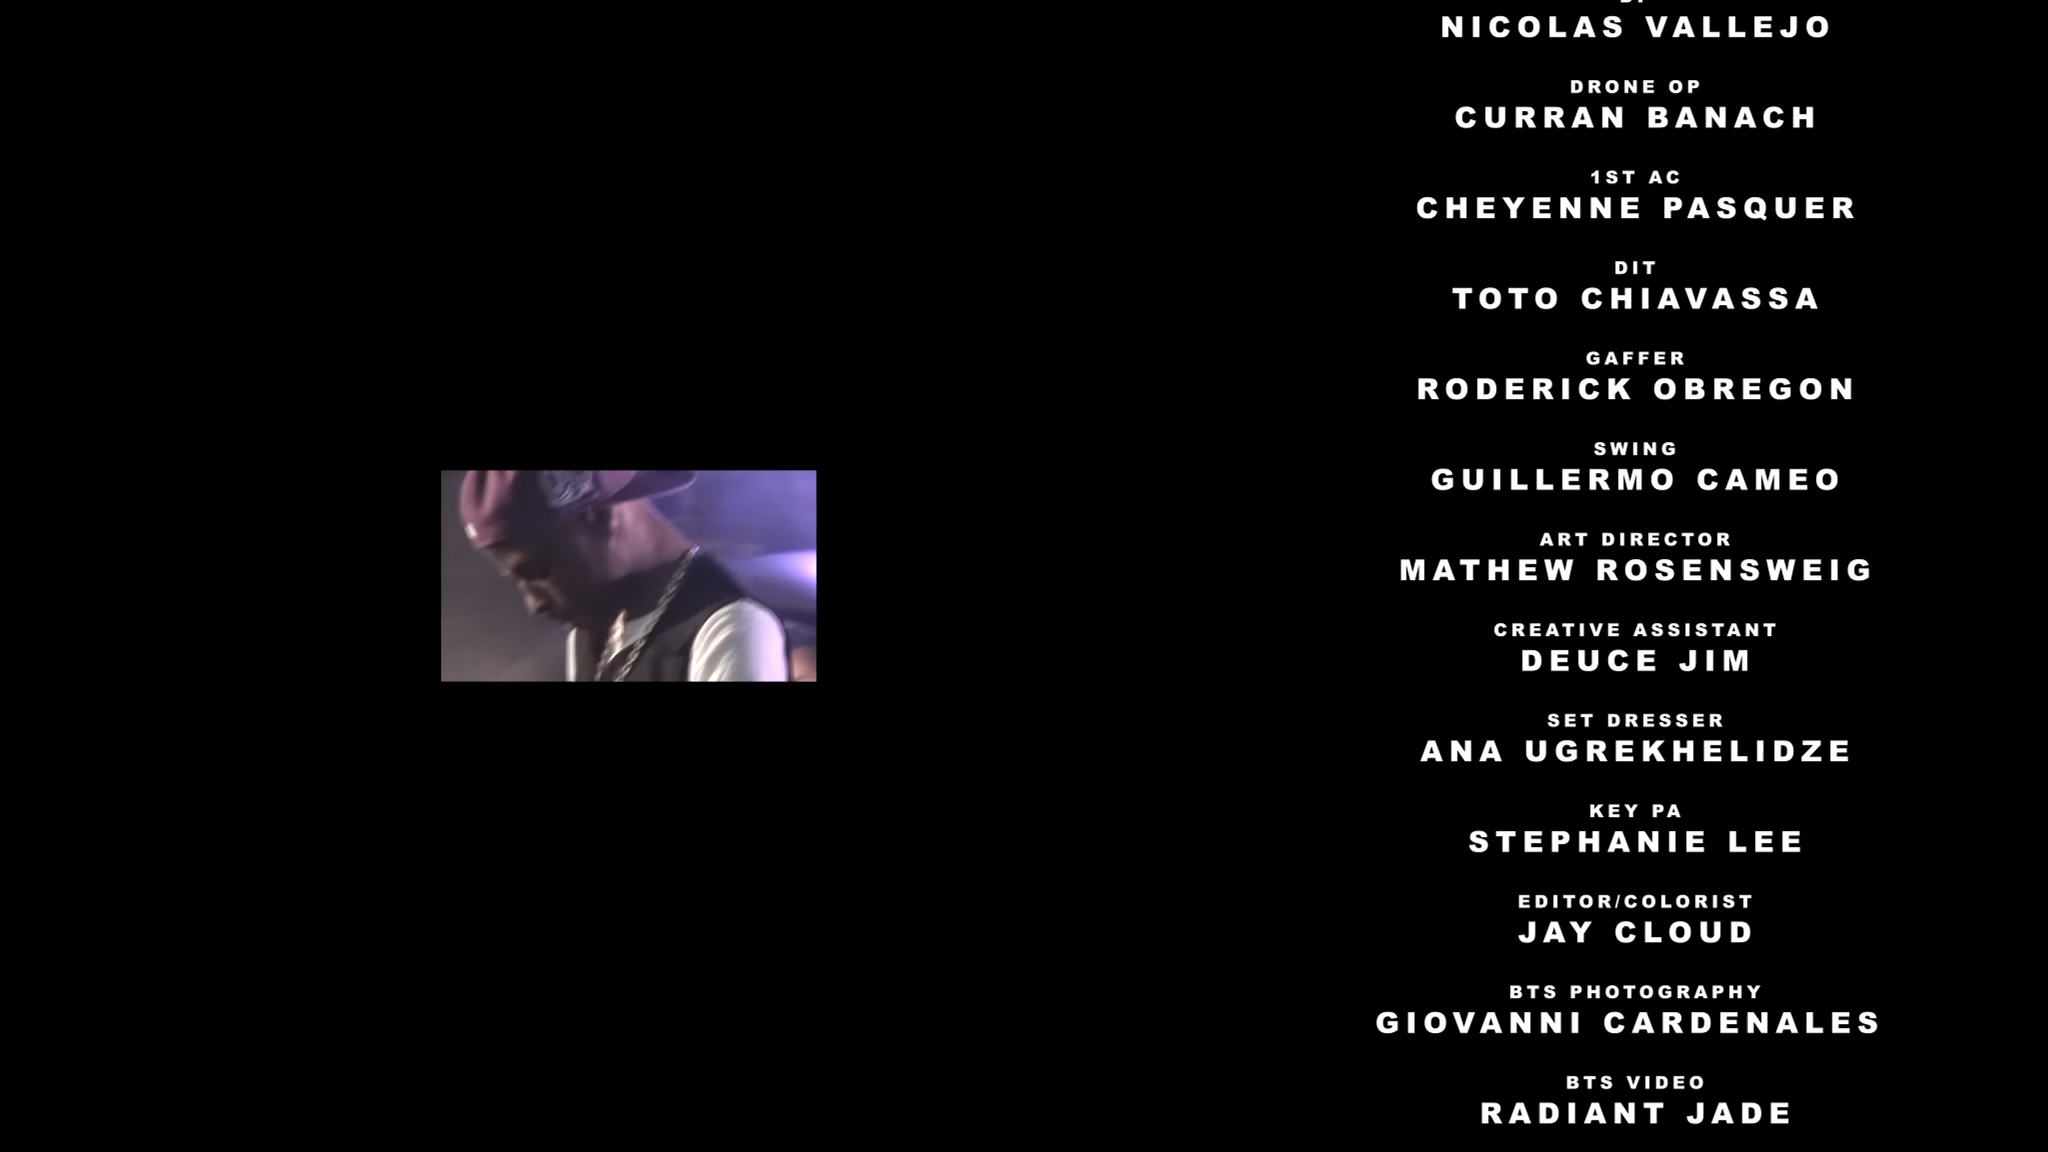 NICOLAS VALLEJO
DRONE OP
CURRAN BANACH
1ST AC
CHEYENNE PASQUER
DIT
TOTO CHIAVASSA
GAFFER
RODERICK OBREGON
SWING
GUILLERMO CAMEO
ART DIRECTOR
MATHEW ROSENSWEIG
CREATIVE ASSISTANT
DEUCE JIM
SET DRESSER
ANA UGREKHELIDZE
KEY PA
STEPHANIE LEE
EDITOR/COLORIST
JAY CLOUD
BTS PHOTOGRAPHY
GIOVANNI CARDENALES
BTS VIDEO
RADIANT JADE